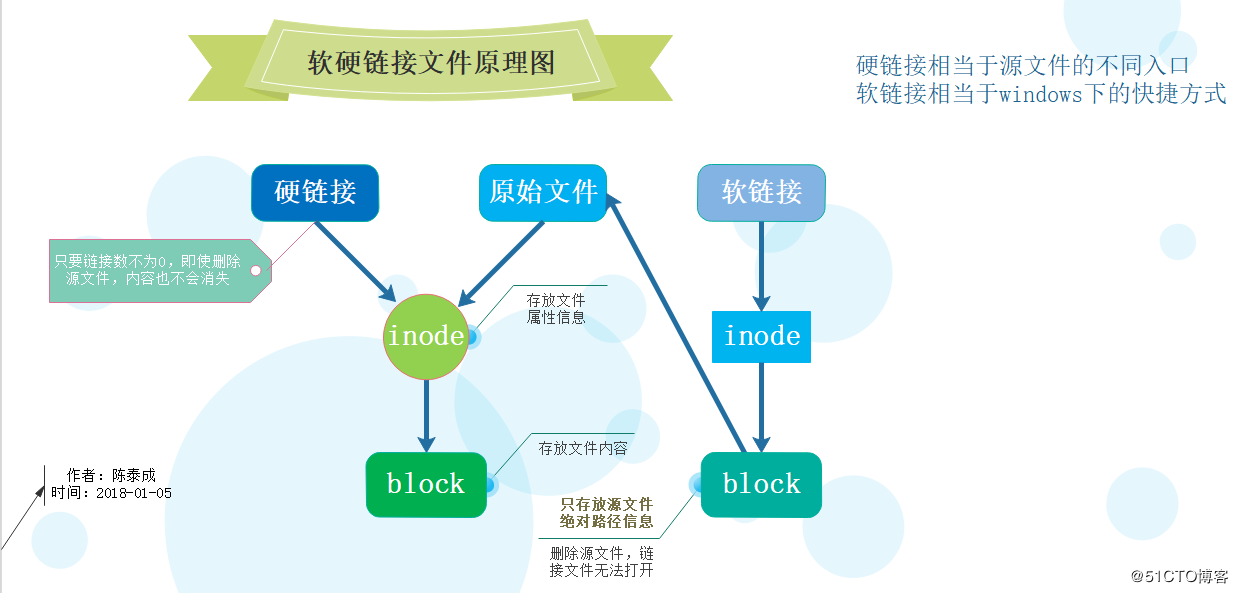 软硬链接文件原理图
硬链接相当于源文件的不同入口
软链接相当于windows下的快捷方式
硬链接
原始文件
软链接
只要链接数不为0，即使删除
源文件，内容也不会消失
存放文件
属性信息
inode
inode
存放文件内容
作者：陈泰成
时间：2018-01-05
block
block
只存放源文件
绝对路径信息
删除源文件，链
接文件无法打开
@51CTO博客